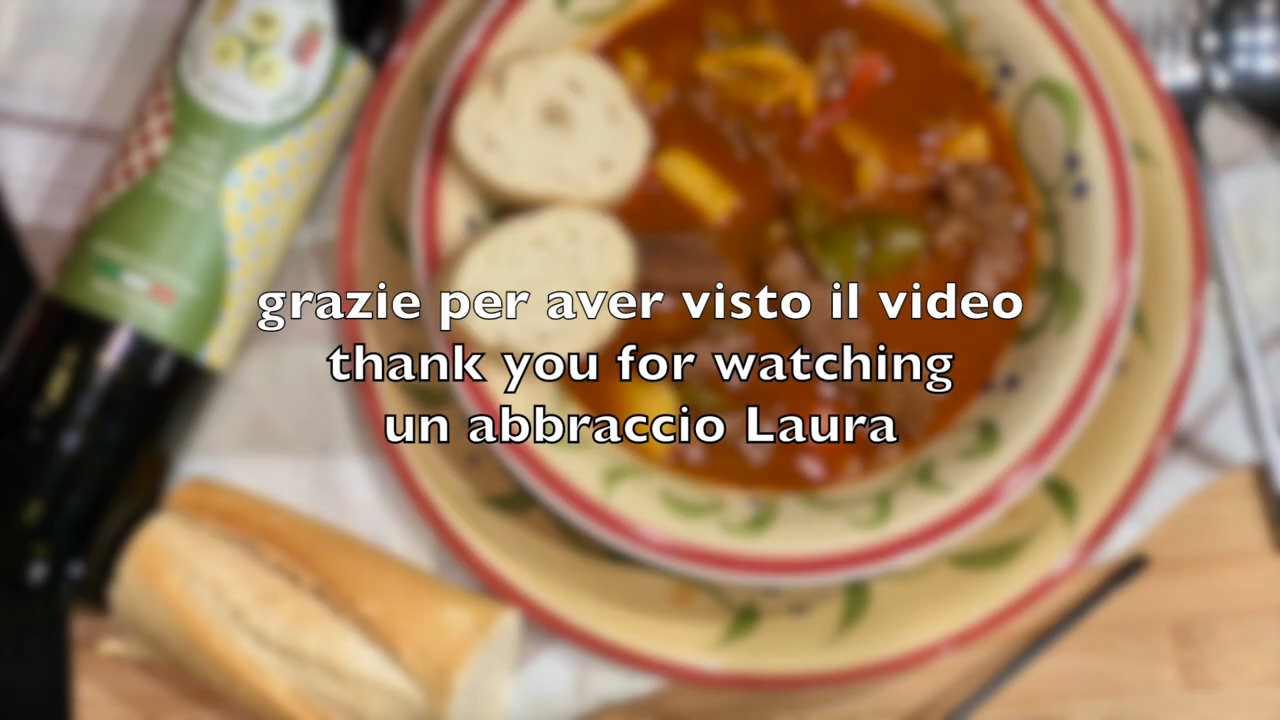 grazie per aver visto il video
thank you for watching
un abbraccio Laura